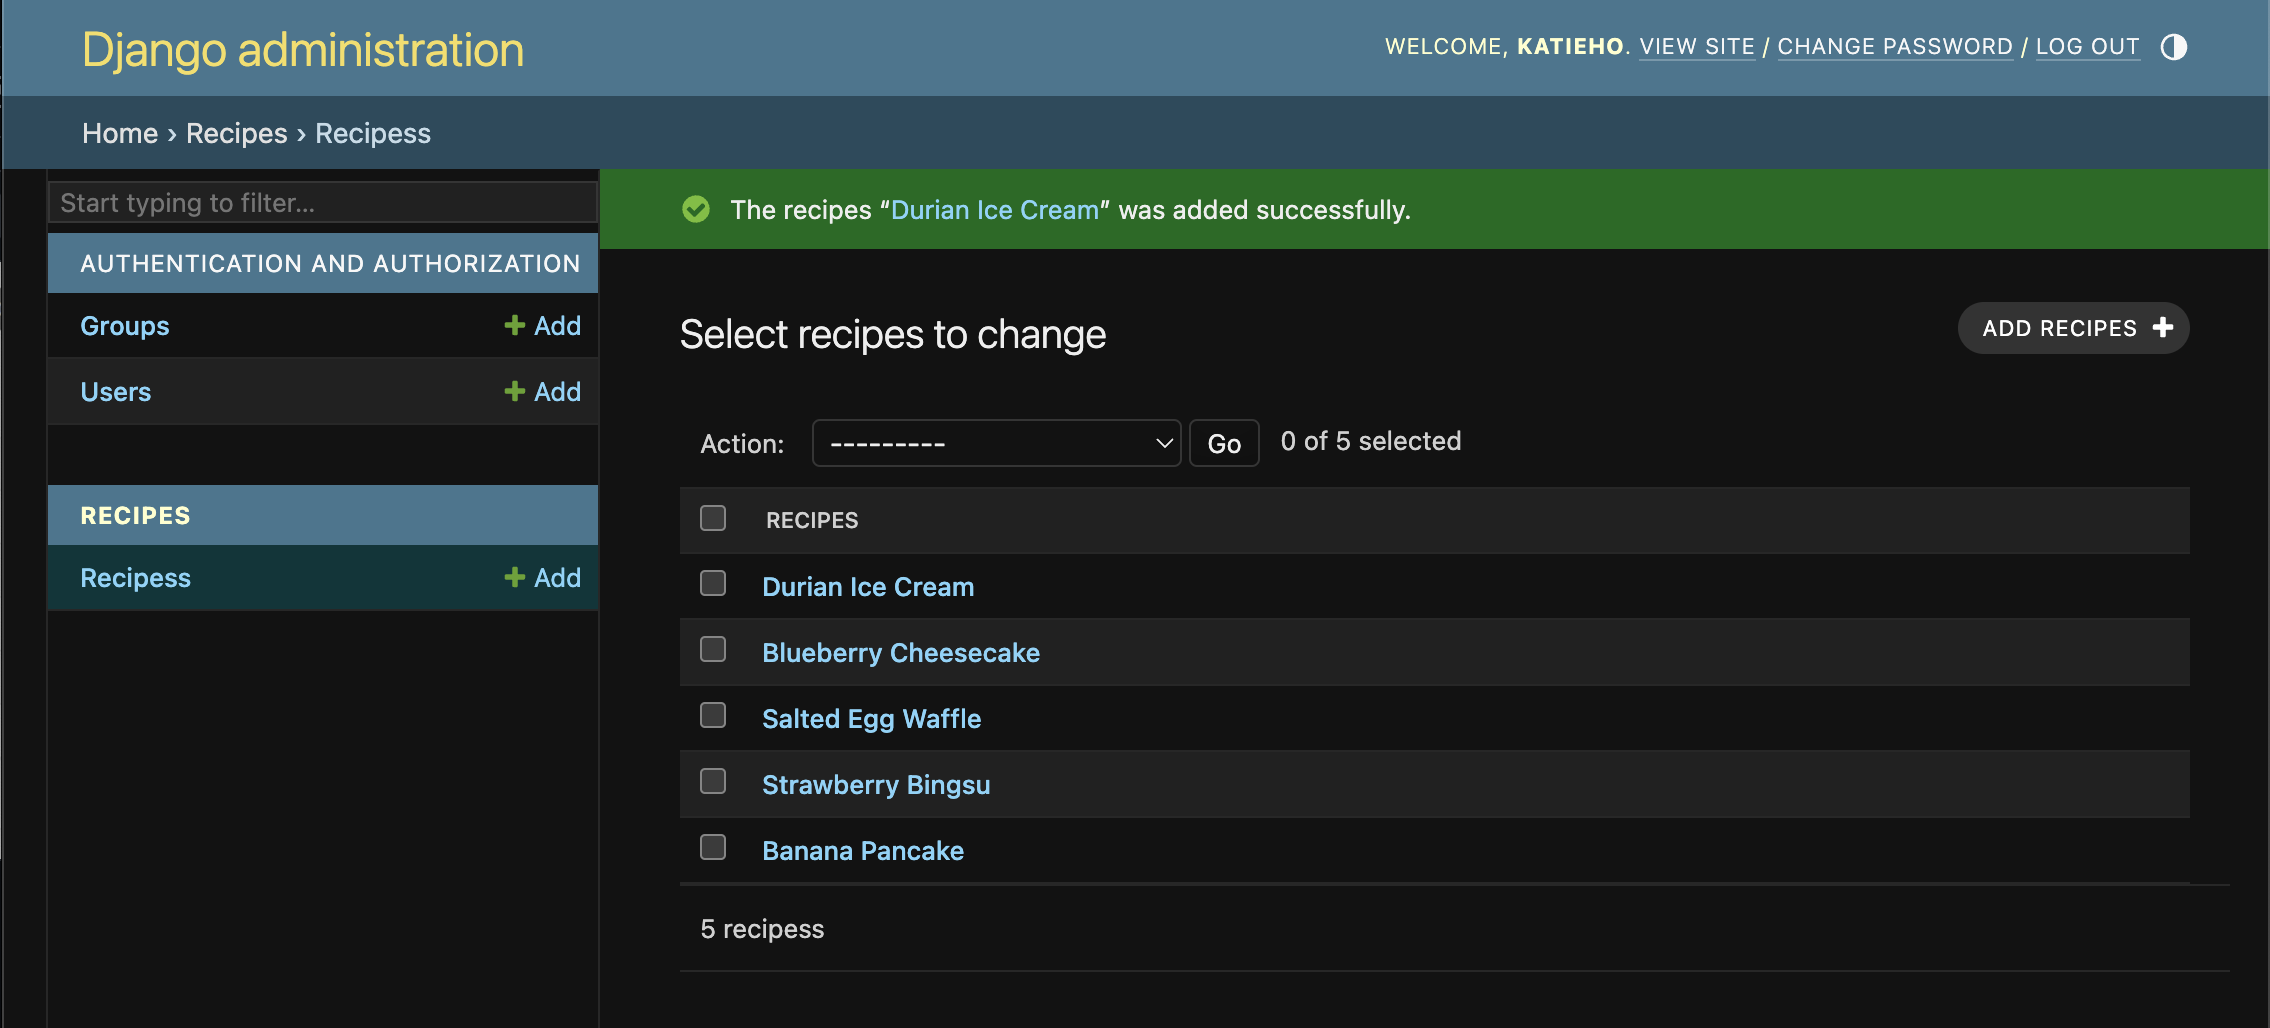 Django administration
WELCOME, KATIEHO. VIEW SITE / CHANGE PASSWORD / LOG OUT
Home › Recipes › Recipess
Start typing to filter...
AUTHENTICATION AND AUTHORIZATION
Groups + Add
Users + Add
RECIPES
Recipess + Add
The recipes “Durian Ice Cream” was added successfully.
Select recipes to change
ADD RECIPES +
Action: --------- Go 0 of 5 selected
RECIPES
Durian Ice Cream
Blueberry Cheesecake
Salted Egg Waffle
Strawberry Bingsu
Banana Pancake
5 recipess